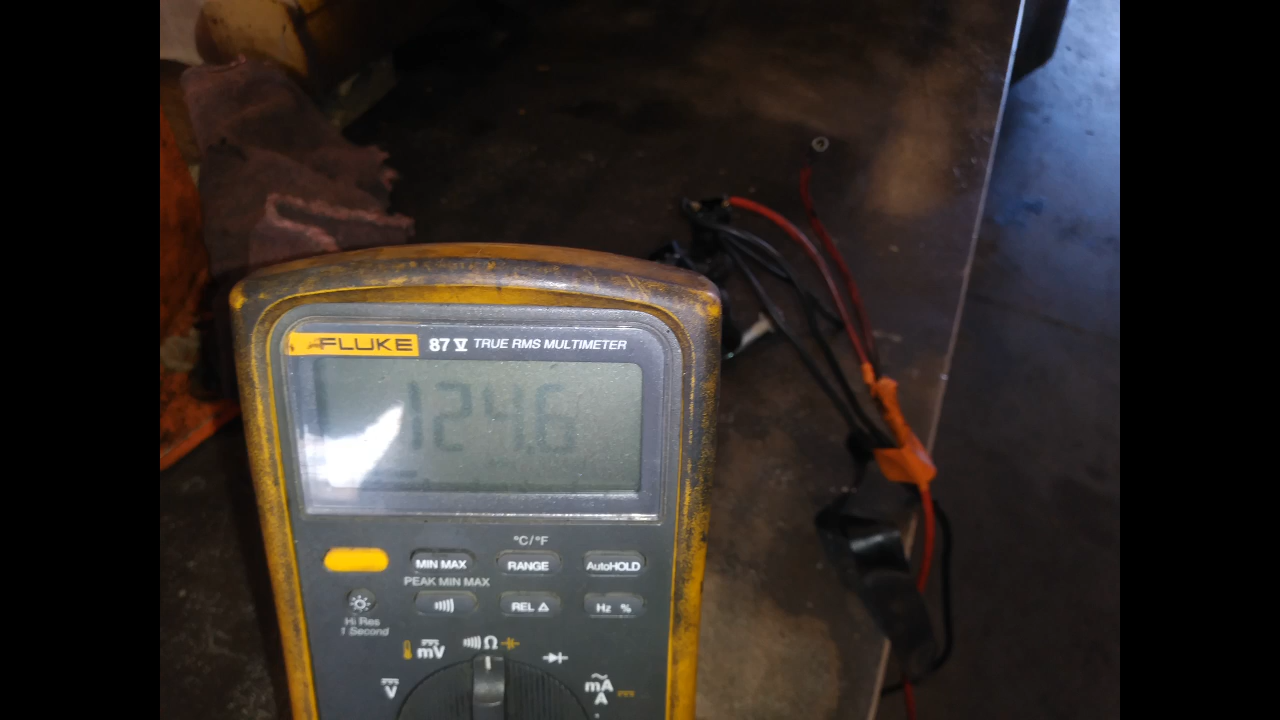 FLUKE 87 V TRUE RMS MULTIMETER
124.6
°C/°F
MIN MAX RANGE AutoHOLD
PEAK MIN MAX
REL △ Hz %
Hi Res
1 Second
mV Ω
V mA
A